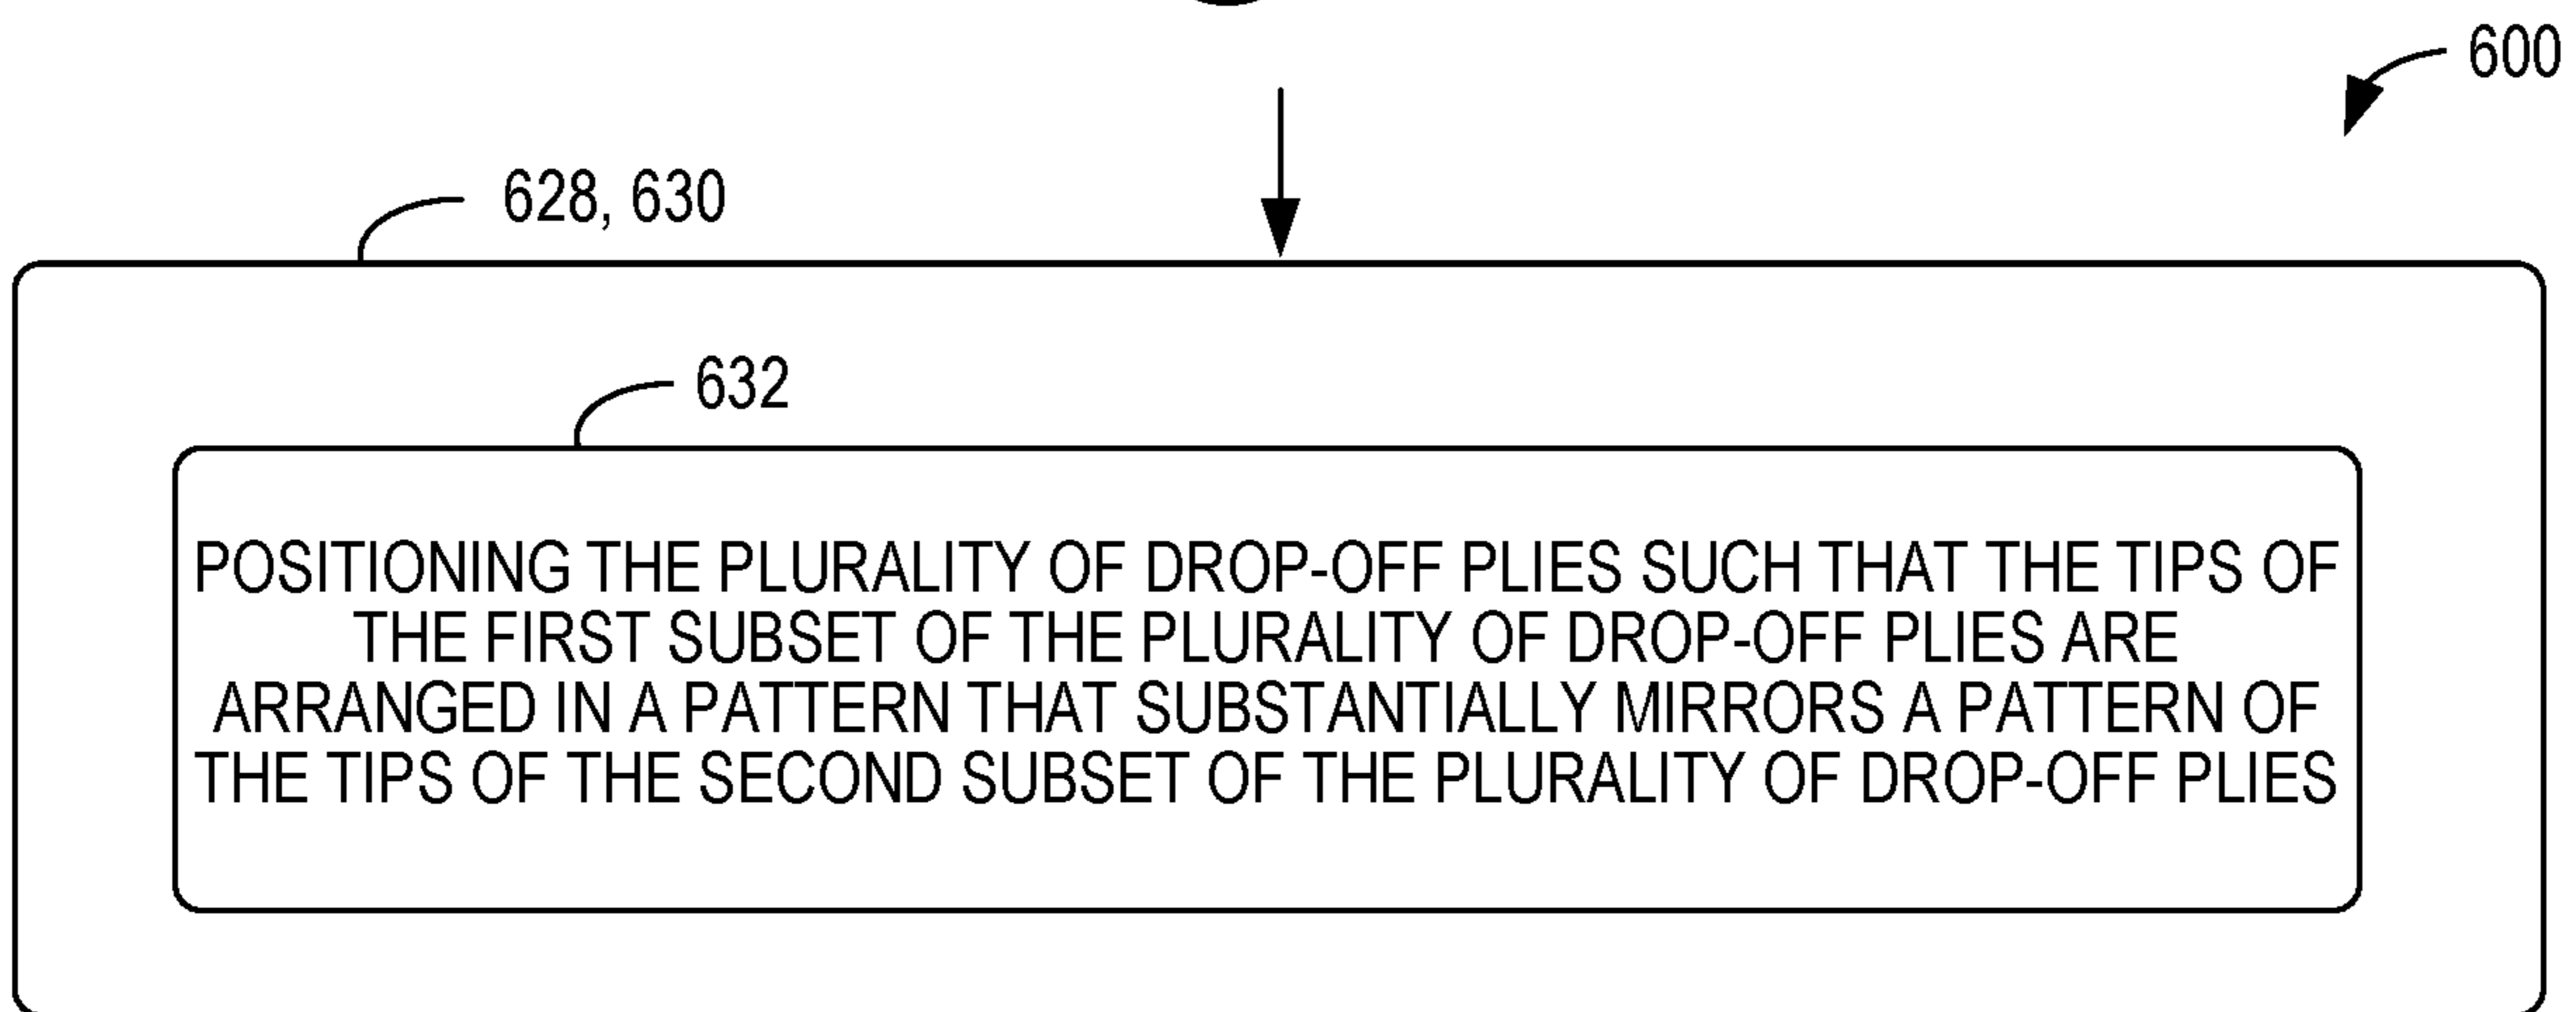 600
628, 630
632
POSITIONING THE PLURALITY OF DROP-OFF PLIES SUCH THAT THE TIPS OF
THE FIRST SUBSET OF THE PLURALITY OF DROP-OFF PLIES ARE
ARRANGED IN A PATTERN THAT SUBSTANTIALLY MIRRORS A PATTERN OF
THE TIPS OF THE SECOND SUBSET OF THE PLURALITY OF DROP-OFF PLIES